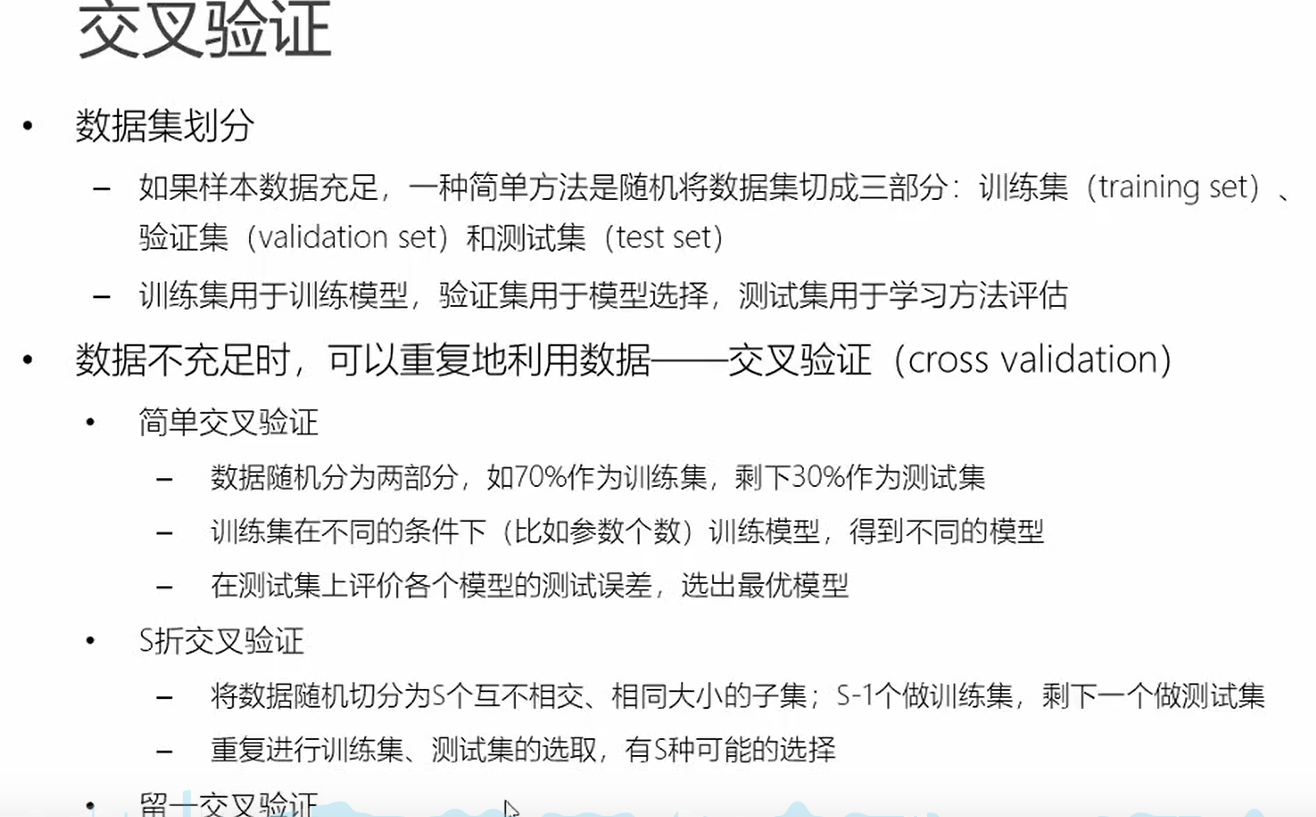 交叉验证
• 数据集划分
– 如果样本数据充足，一种简单方法是随机将数据集切成三部分：训练集（training set）、
验证集（validation set）和测试集（test set）
– 训练集用于训练模型，验证集用于模型选择，测试集用于学习方法评估
• 数据不充足时，可以重复地利用数据——交叉验证（cross validation）
• 简单交叉验证
– 数据随机分为两部分，如70%作为训练集，剩下30%作为测试集
– 训练集在不同的条件下（比如参数个数）训练模型，得到不同的模型
– 在测试集上评价各个模型的测试误差，选出最优模型
• S折交叉验证
– 将数据随机切分为S个互不相交、相同大小的子集；S-1个做训练集，剩下一个做测试集
– 重复进行训练集、测试集的选取，有S种可能的选择
• 留一交叉验证